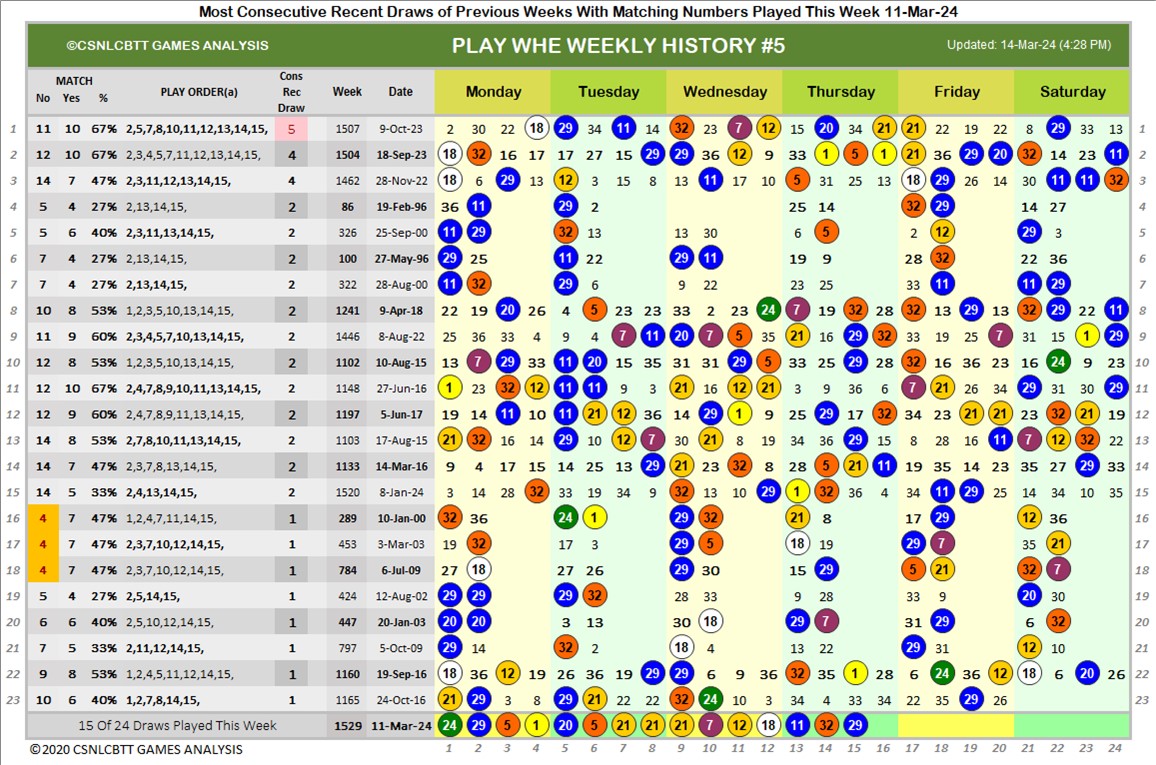 Most Consecutive Recent Draws of Previous Weeks With Matching Numbers Played This Week 11-Mar-24
©CSNLCBTT GAMES ANALYSIS PLAY WHE WEEKLY HISTORY #5 Updated: 14-Mar-24 (4:28 PM)
No MATCH Yes % PLAY ORDER(a) Cons Rec Draw Week Date Monday Tuesday Wednesday Thursday Friday Saturday
1 11 10 67% 2,5,7,8,10,11,12,13,14,15, 5 1507 9-Oct-23 2 30 22 18 29 34 11 14 32 23 7 12 15 20 34 21 21 22 19 22 8 22 33 13 1
2 12 10 67% 2,3,4,5,7,11,12,13,14,15, 4 1504 18-Sep-23 18 32 16 17 17 27 15 29 29 36 12 9 33 1 5 1 21 36 29 20 32 14 23 11 2
3 14 7 47% 2,3,11,12,13,14,15, 4 1462 28-Nov-22 18 6 29 13 12 3 15 8 13 11 17 10 5 31 25 13 18 29 26 14 30 11 11 32 3
4 5 4 27% 2,13,14,15, 2 86 19-Feb-96 36 11 29 2 25 14 32 29 14 27 4
5 5 6 40% 2,3,11,13,14,15, 2 326 25-Sep-00 11 29 32 13 13 30 6 5 2 12 29 3 5
6 7 4 27% 2,13,14,15, 2 100 27-May-96 29 25 11 22 29 11 19 9 28 32 22 36 6
7 7 4 27% 2,13,14,15, 2 322 28-Aug-00 11 32 29 6 9 22 23 25 33 11 11 29 7
8 10 8 53% 1,2,3,5,10,13,14,15, 2 1241 9-Apr-18 22 19 20 26 4 5 23 23 33 2 23 24 7 19 32 28 32 13 29 13 32 29 22 11 8
9 11 9 60% 2,3,4,5,7,10,13,14,15, 2 1446 8-Aug-22 25 36 33 4 9 4 7 11 20 7 5 35 21 16 29 32 33 19 25 7 31 15 1 29 9
10 12 8 53% 1,2,3,5,10,13,14,15, 2 1102 10-Aug-15 13 7 29 33 11 20 15 35 31 31 29 5 33 25 29 28 32 16 36 23 16 24 9 23 10
11 12 10 67% 2,4,7,8,9,10,11,13,14,15, 2 1148 27-Jun-16 1 23 32 12 11 11 9 3 21 16 12 21 3 9 36 6 7 21 26 34 29 31 30 29 11
12 12 9 60% 2,4,7,8,9,11,13,14,15, 2 1197 5-Jun-17 19 14 11 10 11 21 12 36 14 29 1 9 25 29 17 32 34 23 21 20 23 32 21 19 12
13 14 8 53% 2,7,8,10,11,13,14,15, 2 1103 17-Aug-15 21 32 16 14 29 10 12 7 30 21 8 19 34 36 29 15 8 28 16 11 7 12 32 22 13
14 14 7 47% 2,3,7,8,13,14,15, 2 1133 14-Mar-16 9 4 17 15 14 25 13 29 21 23 32 8 28 5 21 11 19 35 14 23 35 27 29 33 14
15 14 5 33% 2,4,13,14,15, 2 1520 8-Jan-24 3 14 28 32 33 19 34 9 32 13 10 29 1 32 36 4 34 11 29 25 14 34 10 35 15
16 4 7 47% 1,2,4,7,11,14,15, 1 289 10-Jan-00 32 36 24 1 29 32 21 8 17 29 12 36 16
17 4 7 47% 2,3,7,10,12,14,15, 1 453 3-Mar-03 19 32 17 3 29 5 18 19 29 7 35 21 17
18 4 7 47% 2,3,7,10,12,14,15, 1 784 6-Jul-09 27 18 27 26 29 30 15 29 5 21 32 7 18
19 5 4 27% 2,5,14,15, 1 424 12-Aug-02 29 29 29 32 28 33 9 28 33 9 20 30 19
20 6 6 40% 2,5,10,12,14,15, 1 447 20-Jan-03 20 20 3 13 30 18 29 7 31 29 6 32 20
21 7 5 33% 2,11,12,14,15, 1 797 5-Oct-09 29 14 32 2 18 4 13 22 29 31 12 10 21
22 9 8 53% 1,2,4,5,11,12,14,15, 1 1160 19-Sep-16 18 36 12 19 26 36 19 29 29 6 9 36 32 35 1 28 6 24 36 12 18 6 20 26 22
23 10 6 40% 1,2,7,8,14,15, 1 1165 24-Oct-16 21 29 3 8 29 21 22 22 32 24 10 3 34 4 33 34 22 35 29 26 23
15 Of 24 Draws Played This Week 1529 11-Mar-24 24 29 5 1 20 5 21 21 21 7 12 18 11 32 29
©2020 CSNLCBTT GAMES ANALYSIS 1 2 3 4 5 6 7 8 9 10 11 12 13 14 15 16 17 18 19 20 21 22 23 24